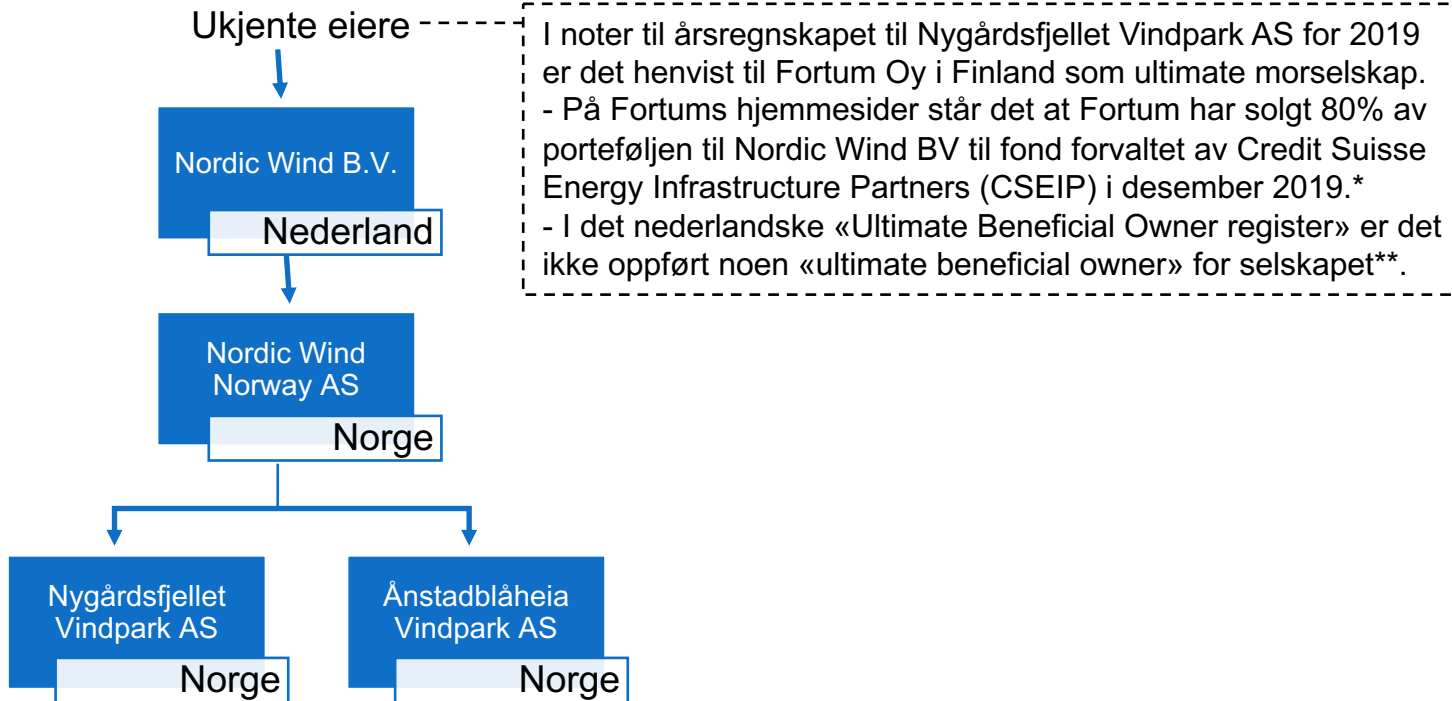 Ukjente eiere
I noter til årsregnskapet til Nygårdsfjellet Vindpark AS for 2019
er det henvist til Fortum Oy i Finland som ultimate morselskap.
- På Fortums hjemmesider står det at Fortum har solgt 80% av
porteføljen til Nordic Wind BV til fond forvaltet av Credit Suisse
Energy Infrastructure Partners (CSEIP) i desember 2019.*
- I det nederlandske «Ultimate Beneficial Owner register» er det
ikke oppført noen «ultimate beneficial owner» for selskapet**.
Nordic Wind B.V.
Nederland
Nordic Wind
Norway AS
Norge
Nygårdsfjellet
Vindpark AS
Norge
Ånstadblåheia
Vindpark AS
Norge